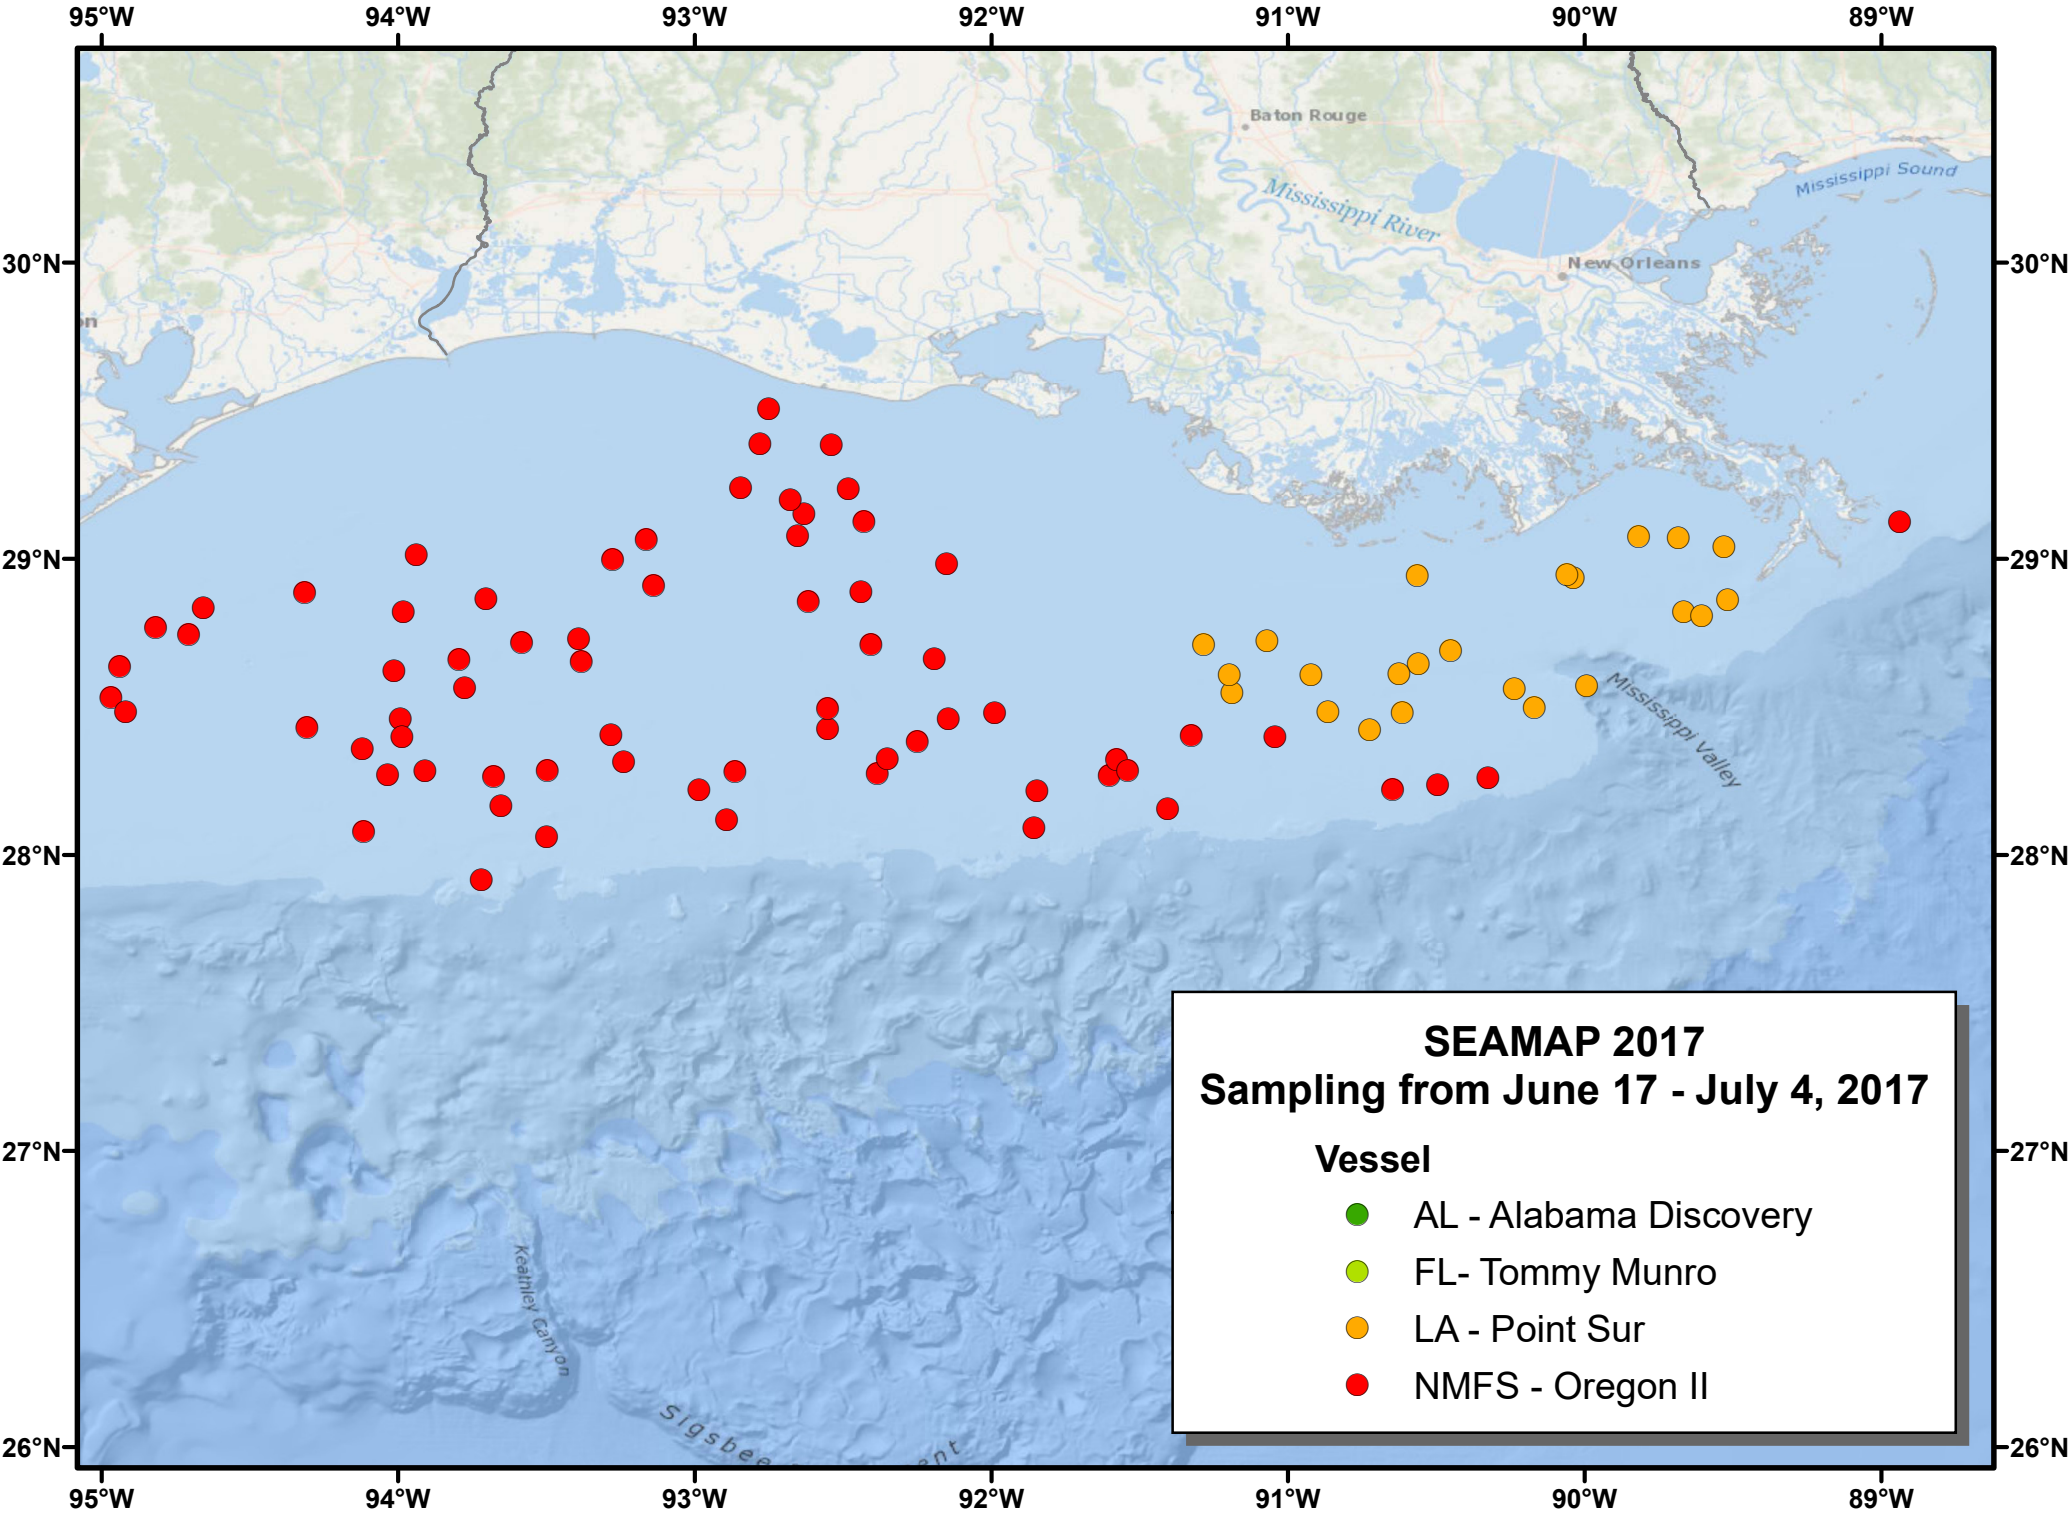 95°W 94°W 93°W 92°W 91°W 90°W 89°W
Baton Rouge
Mississippi Sound
Mississippi River
30°N
New Orleans
30°N
on
29°N
29°N
Mississippi Valley
28°N
28°N
SEAMAP 2017
Sampling from June 17 - July 4, 2017
27°N
Vessel
27°N
AL - Alabama Discovery
FL- Tommy Munro
LA - Point Sur
NMFS - Oregon II
Keathley Canyon
Sigsbee
ent
26°N
26°N
95°W 94°W 93°W 92°W 91°W 90°W 89°W